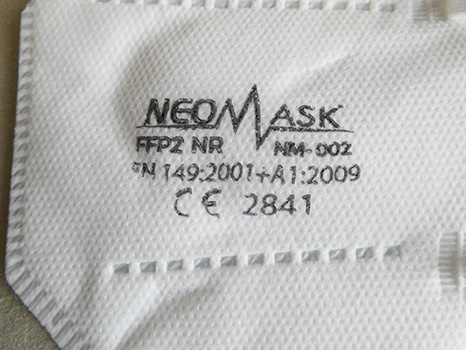 NEOMASK
FFP2 NR NM-002
EN 149:2001+A1:2009
CE 2841